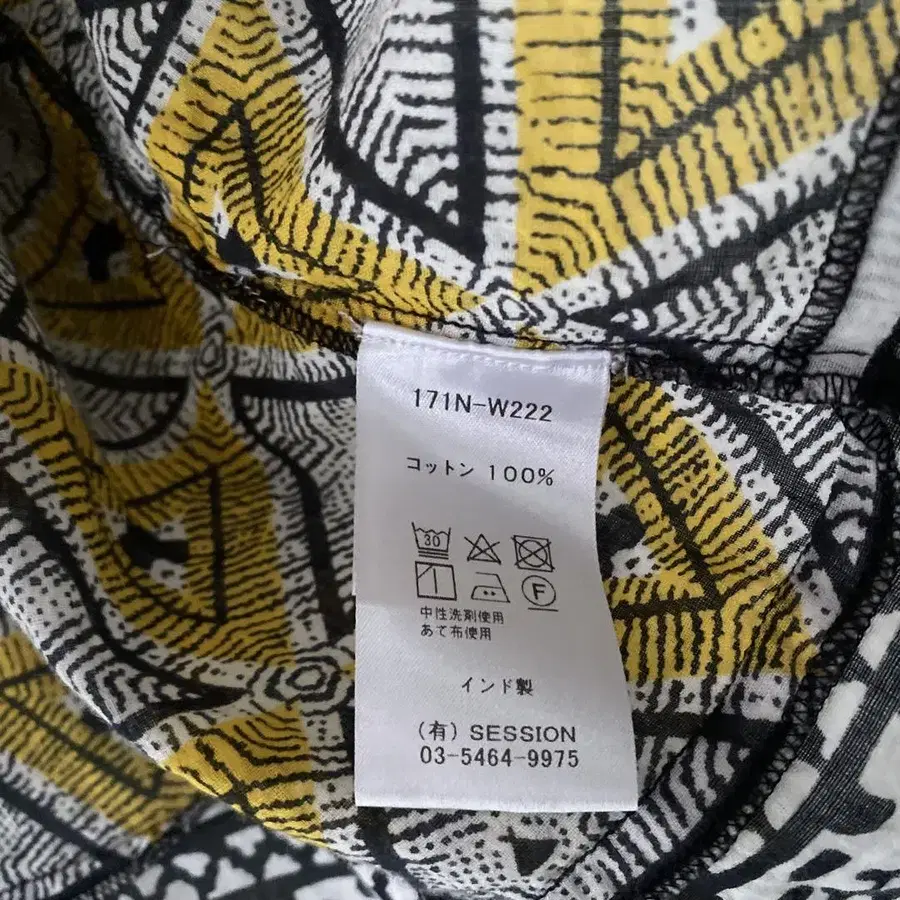 171N-W222
コットン 100%
30
F
中性洗剤使用
あて布使用
インド製
(有) SESSION
03-5464-9975